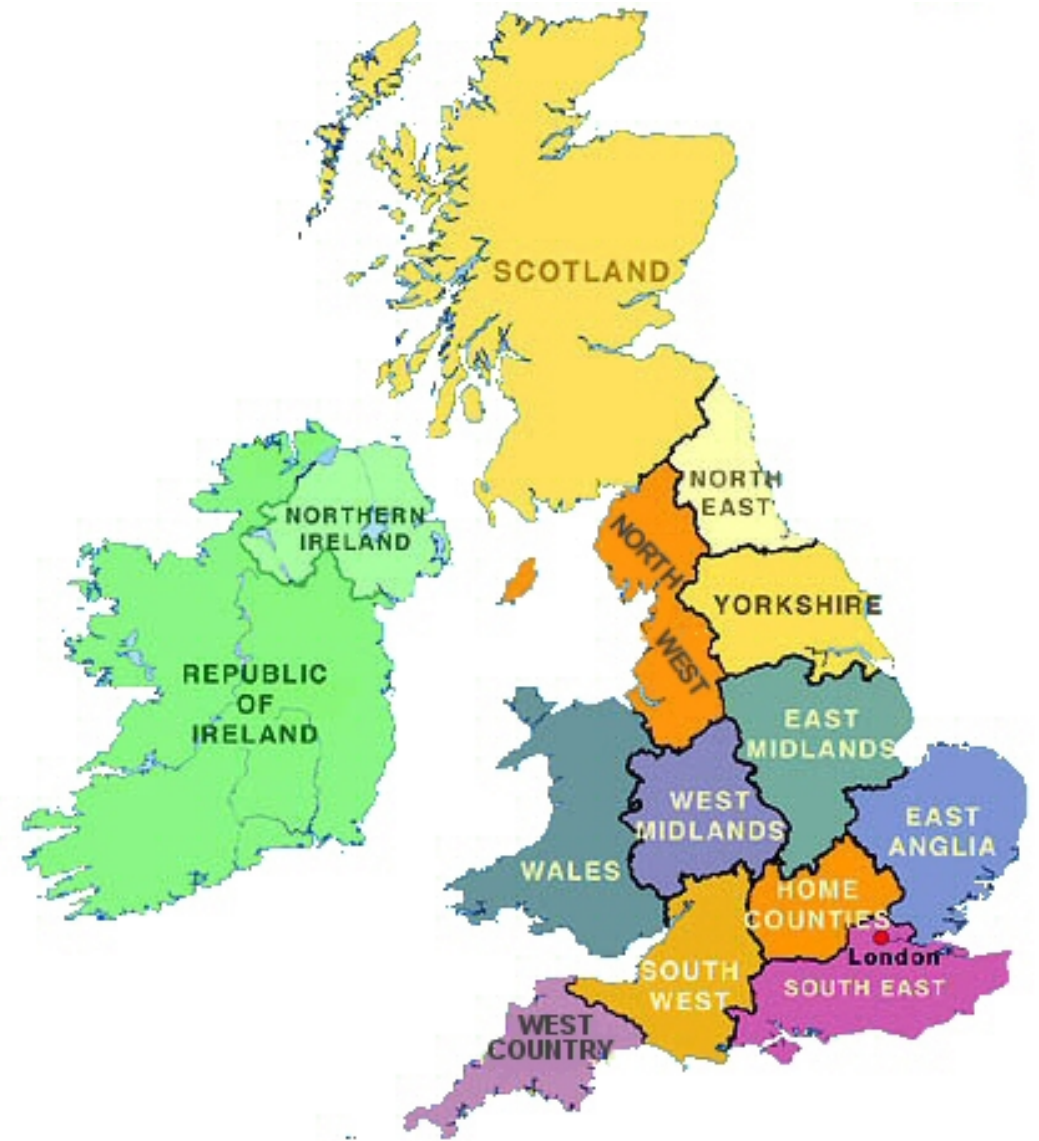 SCOTLAND
NORTH
EAST
NORTHERN
IRELAND
NORTH
WEST
YORKSHIRE
REPUBLIC
OF
IRELAND
EAST
MIDLANDS
WEST
MIDLANDS
EAST
ANGLIA
WALES
HOME
COUNTIES
London
SOUTH
WEST
SOUTH EAST
WEST
COUNTRY